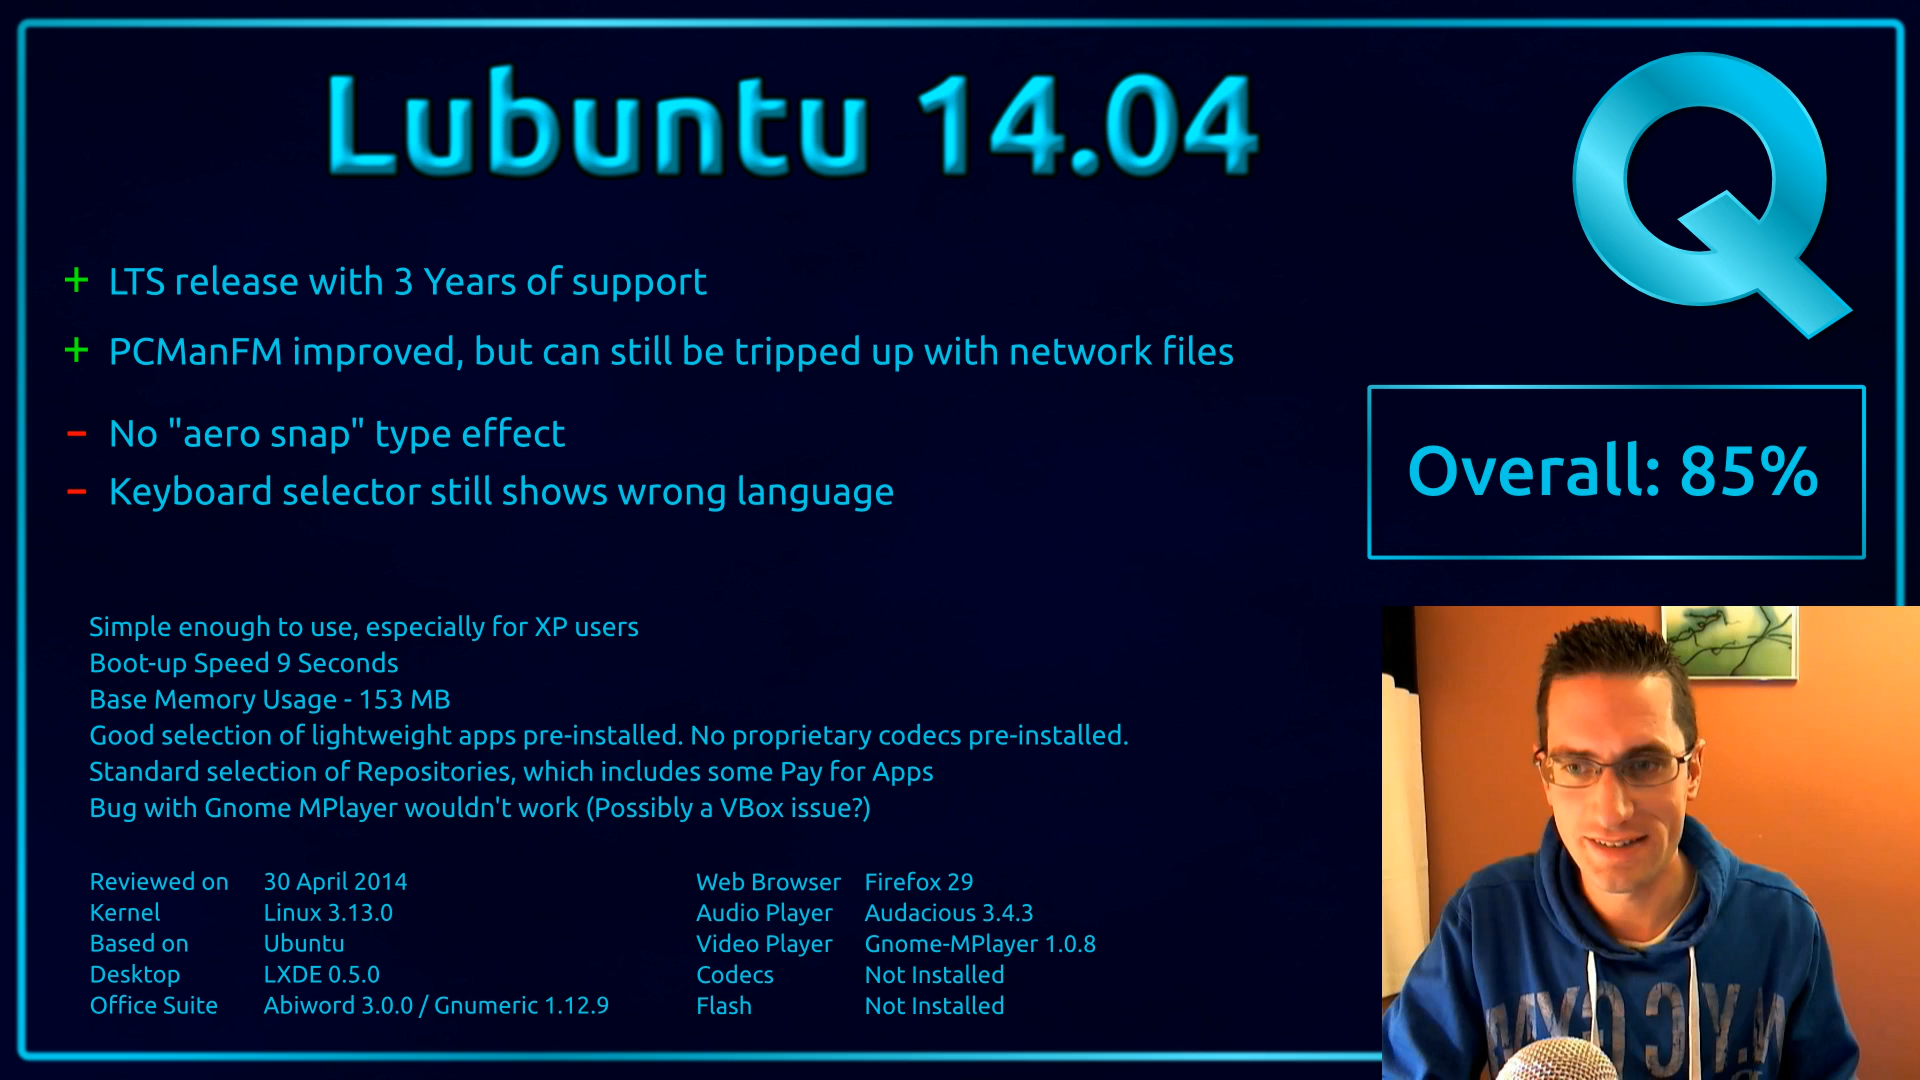 Lubuntu 14.04
Q
+ LTS release with 3 Years of support
+ PCManFM improved, but can still be tripped up with network files
- No "aero snap" type effect
- Keyboard selector still shows wrong language
Overall: 85%
Simple enough to use, especially for XP users
Boot-up Speed 9 Seconds
Base Memory Usage - 153 MB
Good selection of lightweight apps pre-installed. No proprietary codecs pre-installed.
Standard selection of Repositories, which includes some Pay for Apps
Bug with Gnome MPlayer wouldn't work (Possibly a VBox issue?)
Reviewed on 30 April 2014
Kernel Linux 3.13.0
Based on Ubuntu
Desktop LXDE 0.5.0
Office Suite Abiword 3.0.0 / Gnumeric 1.12.9
Web Browser Firefox 29
Audio Player Audacious 3.4.3
Video Player Gnome-MPlayer 1.0.8
Codecs Not Installed
Flash Not Installed